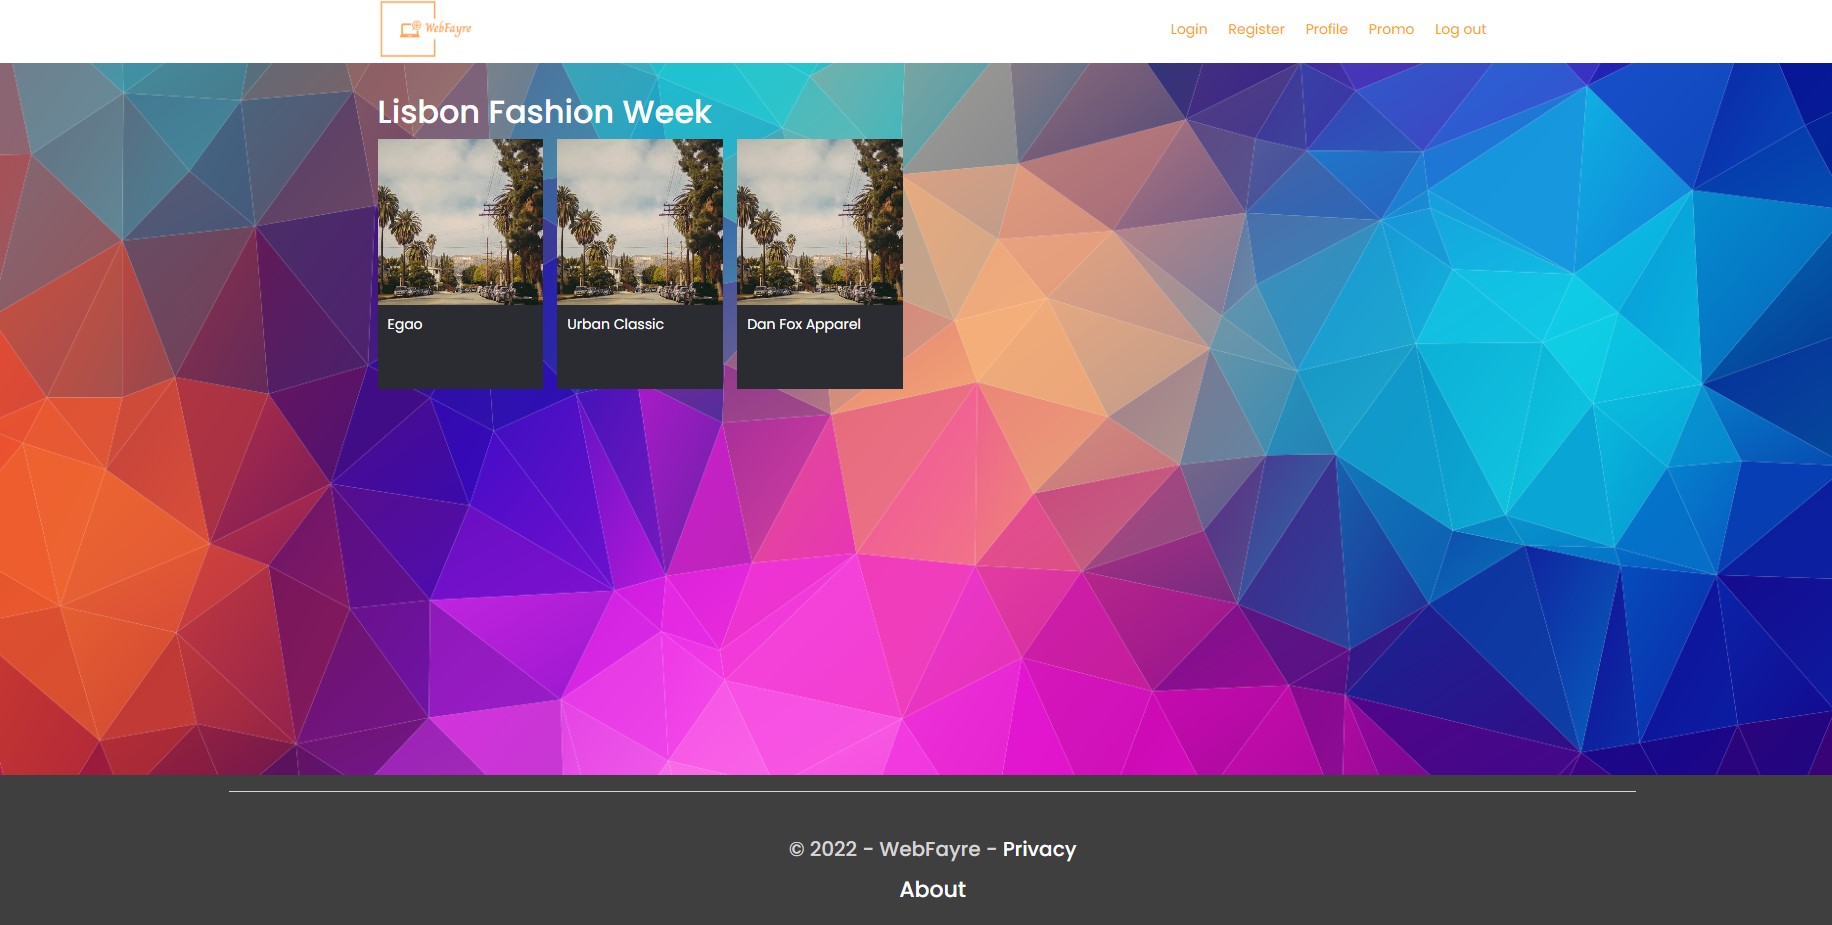 WebFayre
Login Register Profile Promo Log out
Lisbon Fashion Week
Egao
Urban Classic
Dan Fox Apparel
© 2022 - WebFayre - Privacy
About